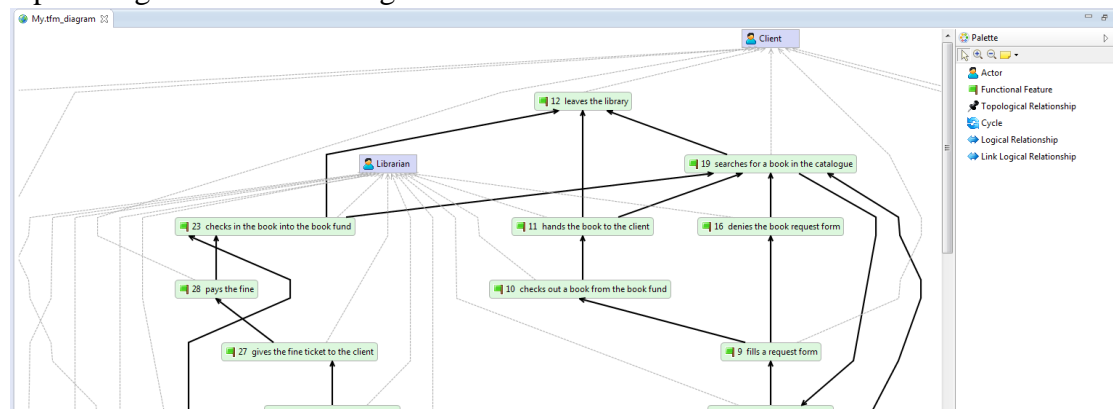 My.tfm_diagram
Client
Palette
Actor
Functional Feature
Topological Relationship
Cycle
Logical Relationship
Link Logical Relationship
12 leaves the library
Librarian
19 searches for a book in the catalogue
23 checks in the book into the book fund
11 hands the book to the client
16 denies the book request form
28 pays the fine
10 checks out a book from the book fund
27 gives the fine ticket to the client
9 fills a request form